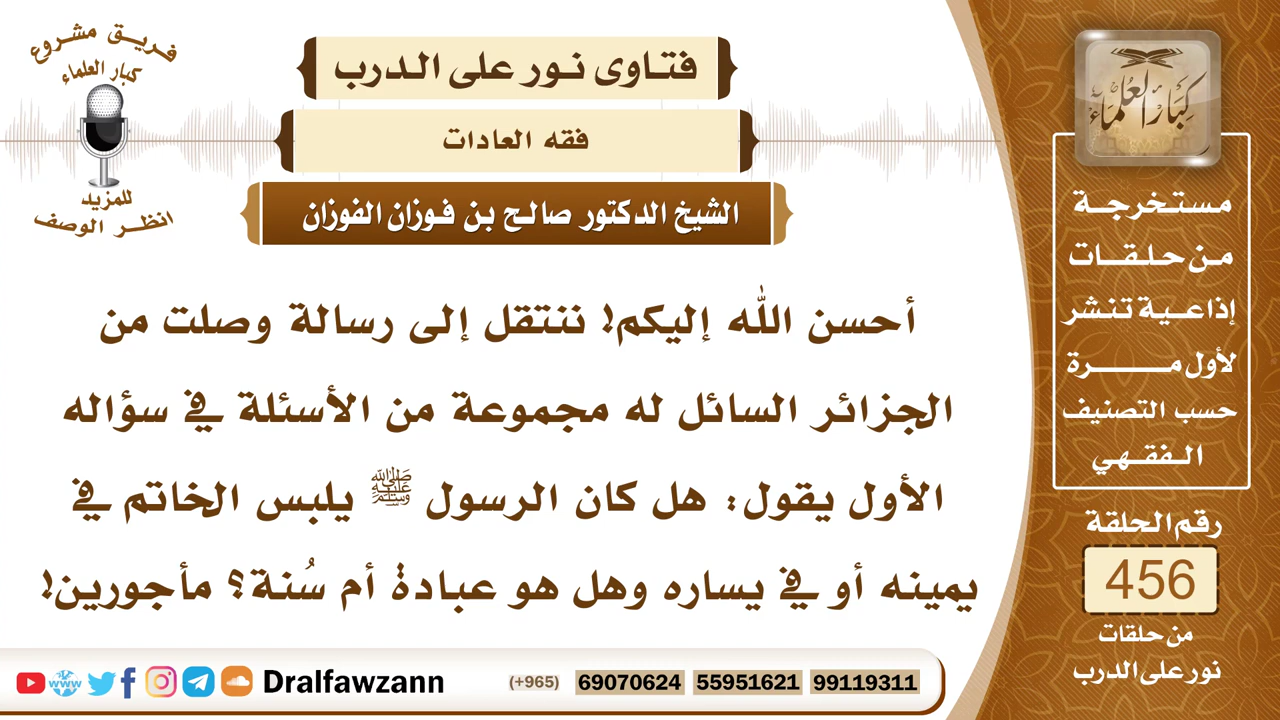 فريق مشروع
كبار العلماء
للمزيد
انظر الوصف
فتاوى نور على الدرب
فقه العادات
الشيخ الدكتور صالح بن فوزان الفوزان
أحسن الله إليكم! ننتقل إلى رسالة وصلت من
الجزائر السائل له مجموعة من الأسئلة في سؤاله
الأول يقول: هل كان الرسول ﷺ يلبس الخاتم في
يمينه أو في يساره وهل هو عبادةٌ أم سُنة؟ مأجورين!
كبار العلماء
مستخرجة
من حلقات
إذاعية تنشر
لأول مرة
حسب التصنيف
الفقهي
رقم الحلقة
456
من حلقات
نور على الدرب
Dralfawzann (+965) 69070624 55951621 99119311